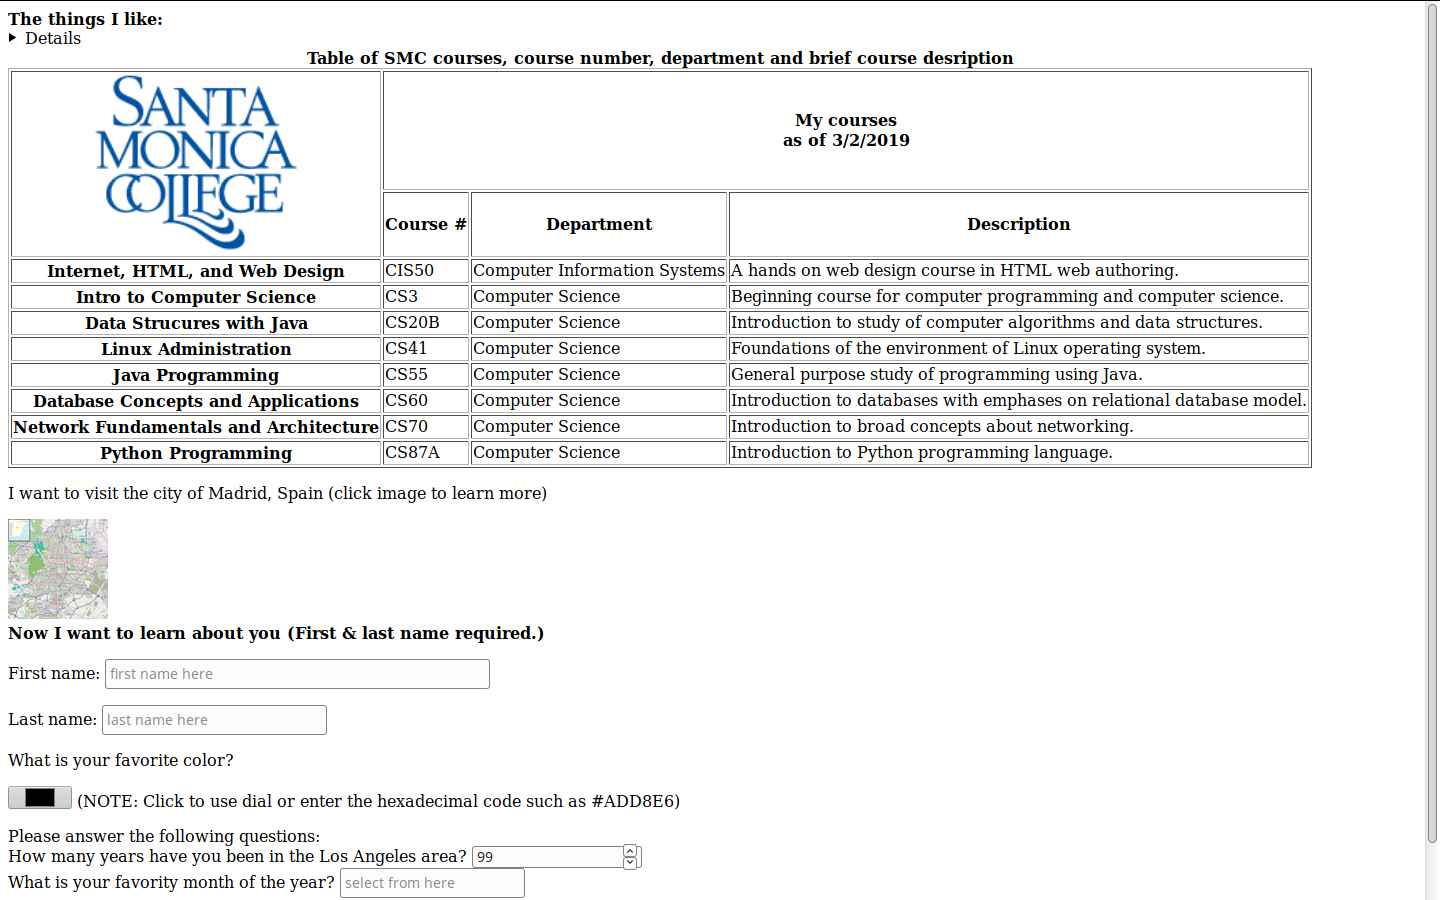 The things I like:
Details
Table of SMC courses, course number, department and brief course desription
SANTA
MONICA
COLLEGE
My courses
as of 3/2/2019
Course # Department Description
Internet, HTML, and Web Design CIS50 Computer Information Systems A hands on web design course in HTML web authoring.
Intro to Computer Science CS3 Computer Science Beginning course for computer programming and computer science.
Data Strucures with Java CS20B Computer Science Introduction to study of computer algorithms and data structures.
Linux Administration CS41 Computer Science Foundations of the environment of Linux operating system.
Java Programming CS55 Computer Science General purpose study of programming using Java.
Database Concepts and Applications CS60 Computer Science Introduction to databases with emphases on relational database model.
Network Fundamentals and Architecture CS70 Computer Science Introduction to broad concepts about networking.
Python Programming CS87A Computer Science Introduction to Python programming language.
I want to visit the city of Madrid, Spain (click image to learn more)
Now I want to learn about you (First & last name required.)
First name: first name here
Last name: last name here
What is your favorite color?
(NOTE: Click to use dial or enter the hexadecimal code such as #ADD8E6)
Please answer the following questions:
How many years have you been in the Los Angeles area? 99
What is your favority month of the year? select from here